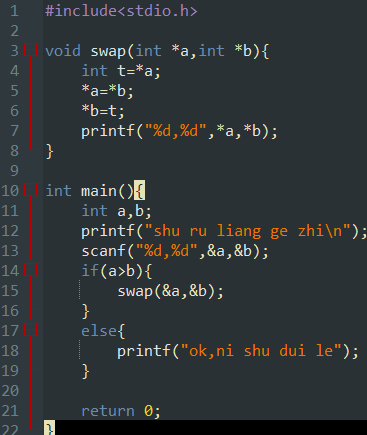 1 #include<stdio.h>
2
3 void swap(int *a,int *b){
4     int t=*a;
5     *a=*b;
6     *b=t;
7     printf("%d,%d",*a,*b);
8 }
9
10 int main(){
11     int a,b;
12     printf("shu ru liang ge zhi\n");
13     scanf("%d,%d",&a,&b);
14     if(a>b){
15         swap(&a,&b);
16     }
17     else{
18         printf("ok,ni shu dui le");
19     }
20
21     return 0;
22 }